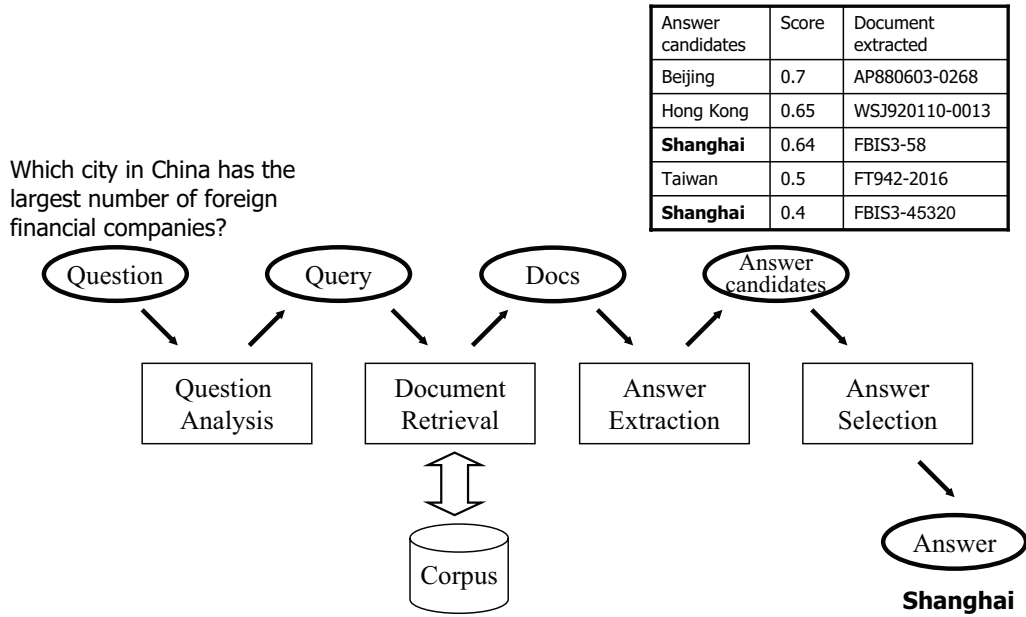 Answer candidates Score Document extracted
Beijing 0.7 AP880603-0268
Hong Kong 0.65 WSJ920110-0013
Shanghai 0.64 FBIS3-58
Taiwan 0.5 FT942-2016
Shanghai 0.4 FBIS3-45320
Which city in China has the
largest number of foreign
financial companies?
Question
Query
Docs
Answer
candidates
Question
Analysis
Document
Retrieval
Answer
Extraction
Answer
Selection
Corpus
Answer
Shanghai